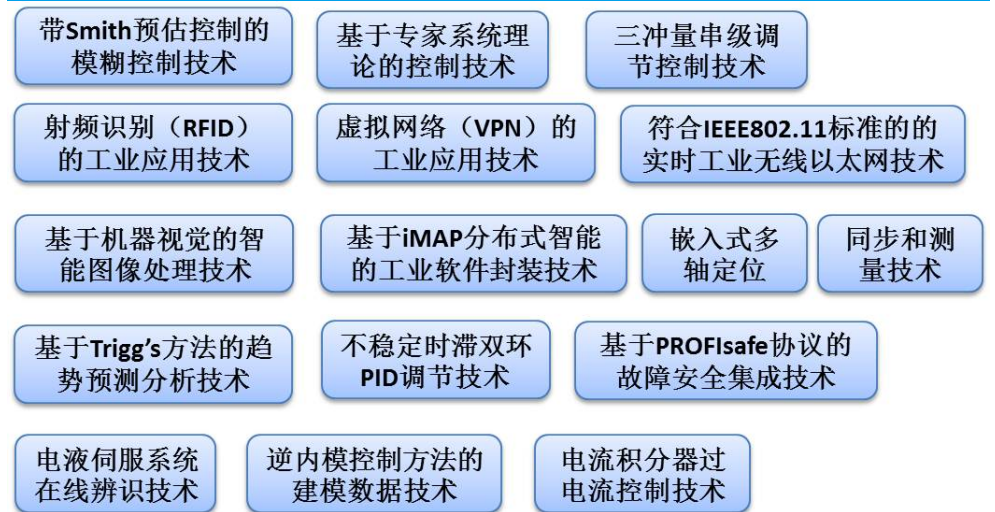 带Smith预估控制的
模糊控制技术
基于专家系统理
论的控制技术
三冲量串级调
节控制技术
射频识别（RFID）
的工业应用技术
虚拟网络（VPN）的
工业应用技术
符合IEEE802.11标准的的
实时工业无线以太网技术
基于机器视觉的智
能图像处理技术
基于iMAP分布式智能
的工业软件封装技术
嵌入式多
轴定位
同步和测
量技术
基于Trigg's方法的趋
势预测分析技术
不稳定时滞双环
PID调节技术
基于PROFIsafe协议的
故障安全集成技术
电液伺服系统
在线辨识技术
逆内模控制方法的
建模数据技术
电流积分器过
电流控制技术